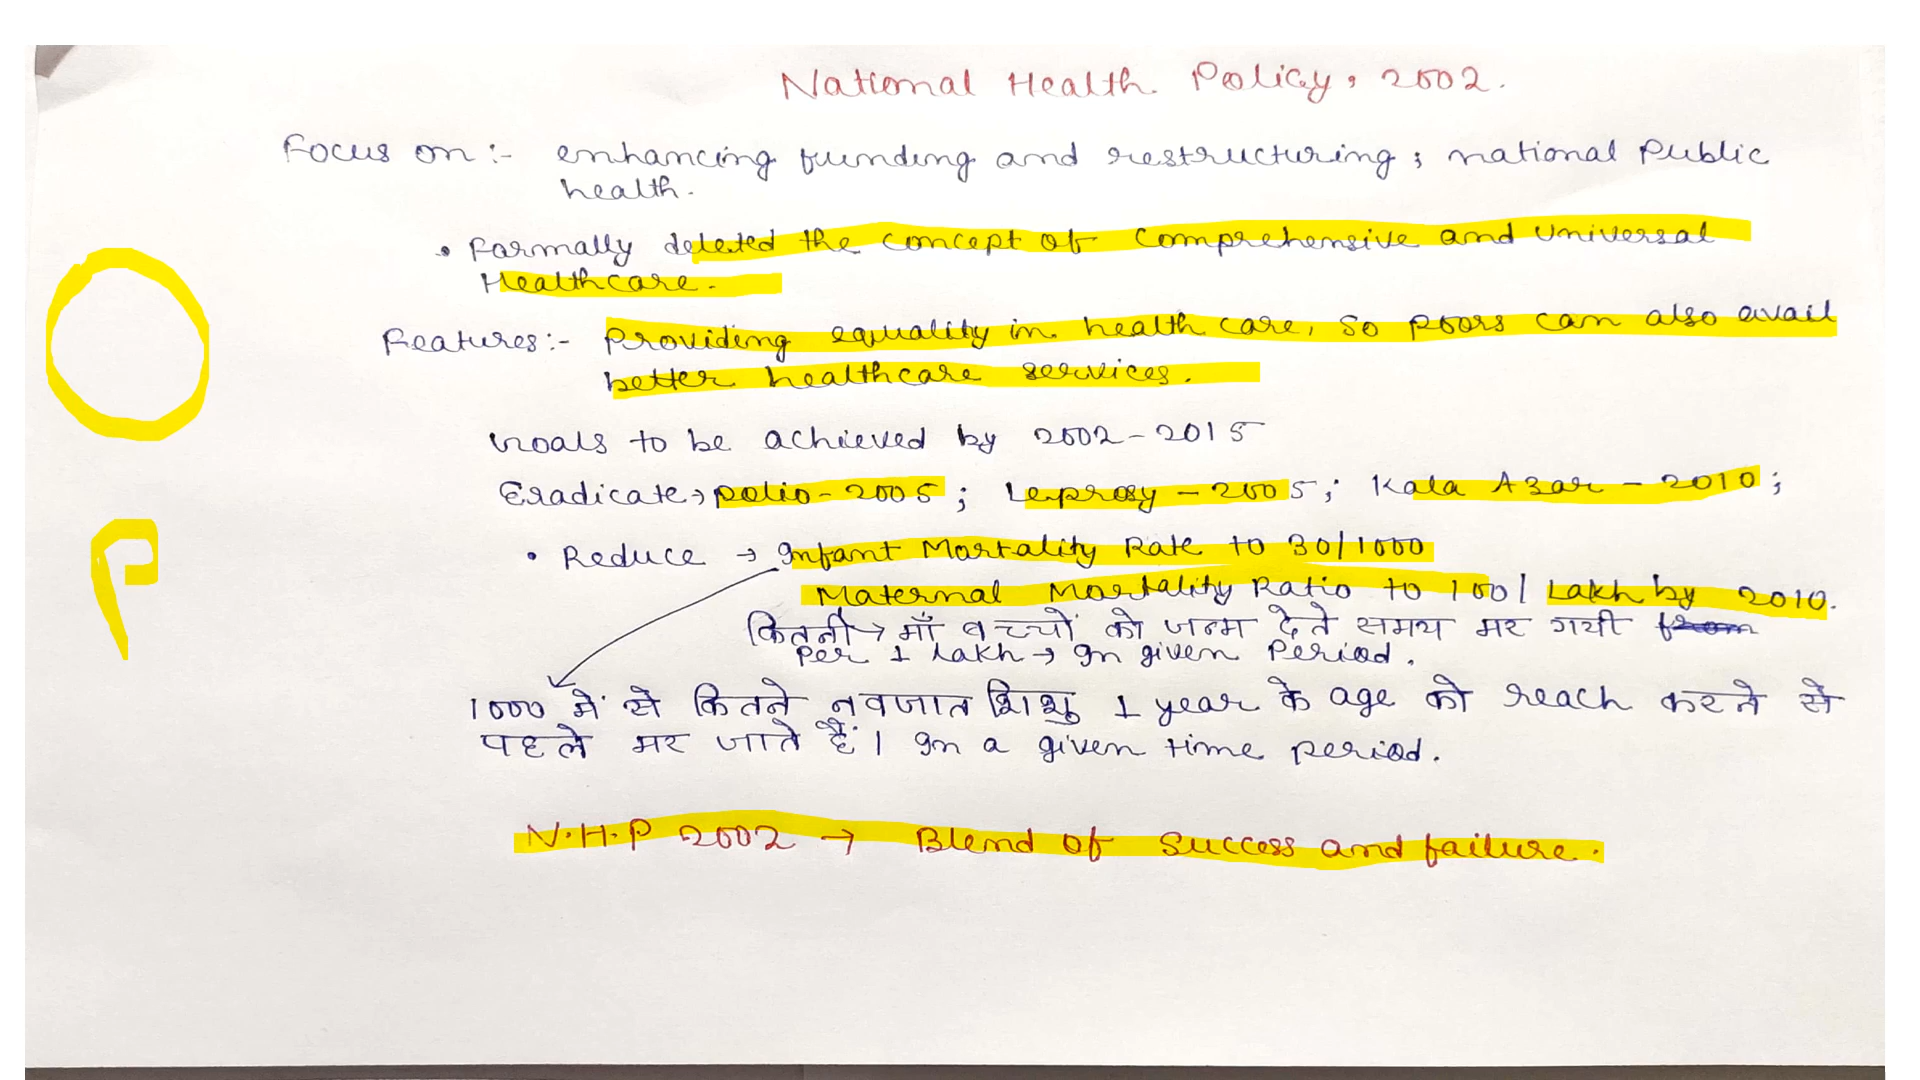 National Health Policy, 2002.
Focus on :- enhancing funding and restructuring ; national Public
health.
• Formally deleted the concept of comprehensive and Universal
Healthcare.
Features:- Providing equality in health care, so poors can also avail
better healthcare services.
Goals to be achieved by 2002-2015
Eradicate → polio - 2005 ; Leprosy - 2005 ; Kala Azar - 2010 ;
• Reduce → Infant Mortality Rate to 30/1000
Maternal Mortality Ratio to 100/ Lakh by 2010.
कितनी → माँ बच्चों को जन्म देते समय मर गयी
Per 1 lakh → In given Period.
1000 में से कितने नवजात शिशु 1 year के age को reach करने से
पहले मर जाते हैं। In a given time period.
N.H.P 2002 → Blend of Success and failure.
P